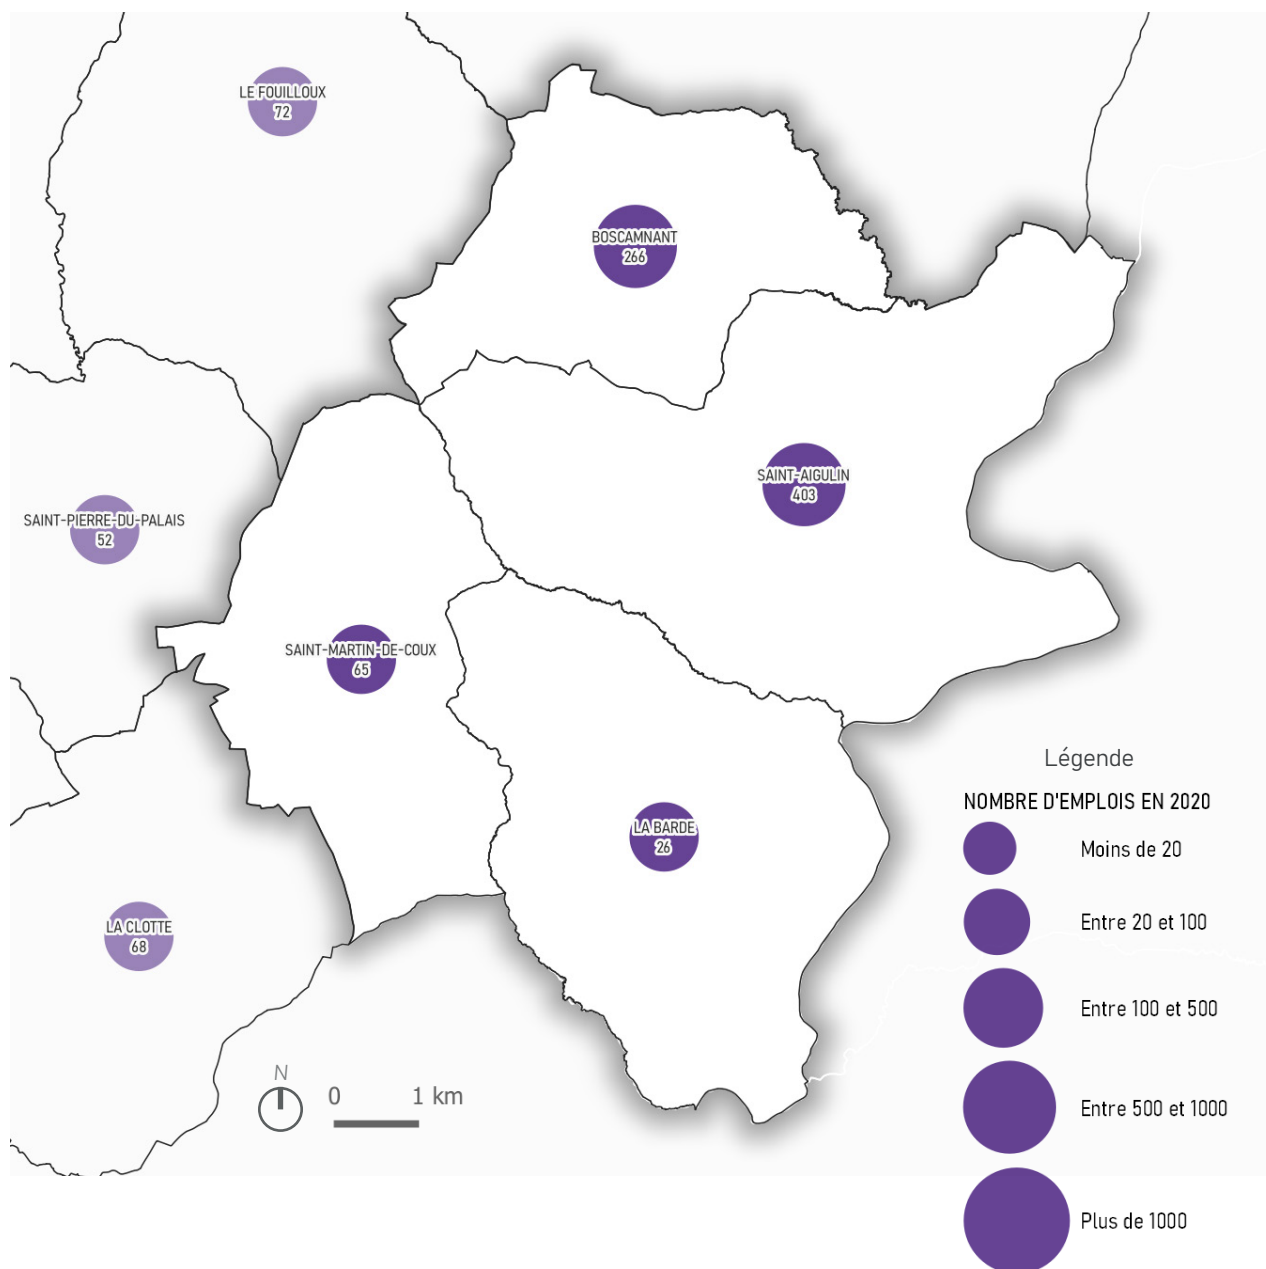 LE FOUILLOUX
72
BOSCAMNANT
266
SAINT-AIGULIN
403
SAINT-PIERRE-DU-PALAIS
52
SAINT-MARTIN-DE-COUX
65
LA BARDE
26
LA CLOTTE
68
N
0 1 km
Légende
NOMBRE D'EMPLOIS EN 2020
Moins de 20
Entre 20 et 100
Entre 100 et 500
Entre 500 et 1000
Plus de 1000